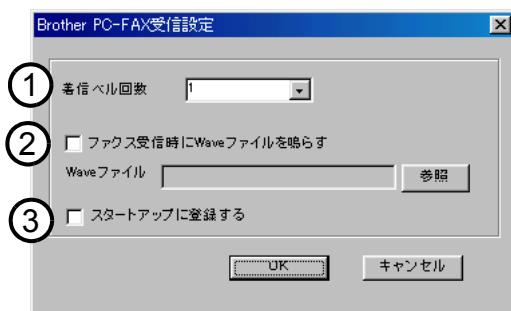 Brother PC-FAX受信設定
① 着信ベル回数 1
② ファクス受信時にWaveファイルを鳴らす
Waveファイル 参照
③ スタートアップに登録する
OK キャンセル